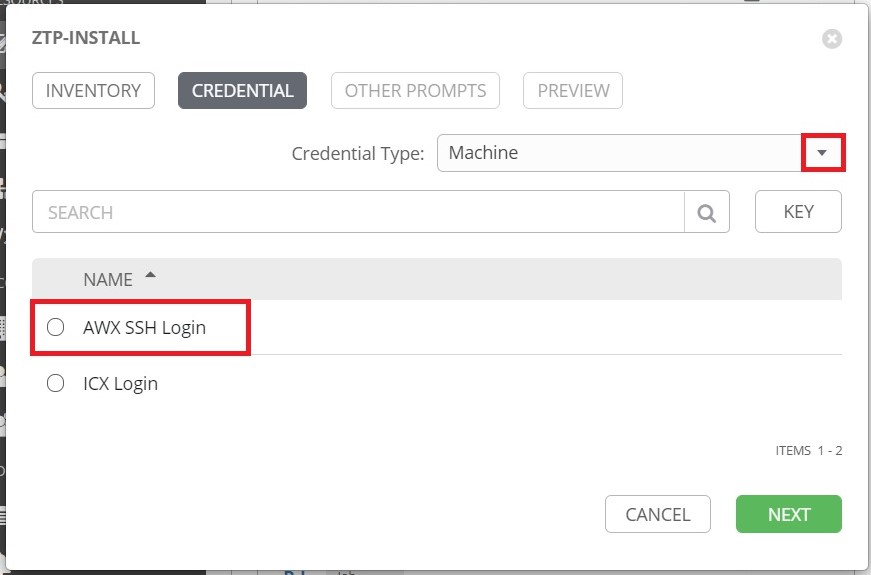 ZTP-INSTALL
INVENTORY CREDENTIAL OTHER PROMPTS PREVIEW
Credential Type: Machine
SEARCH KEY
NAME
AWX SSH Login
ICX Login
ITEMS 1 - 2
CANCEL NEXT